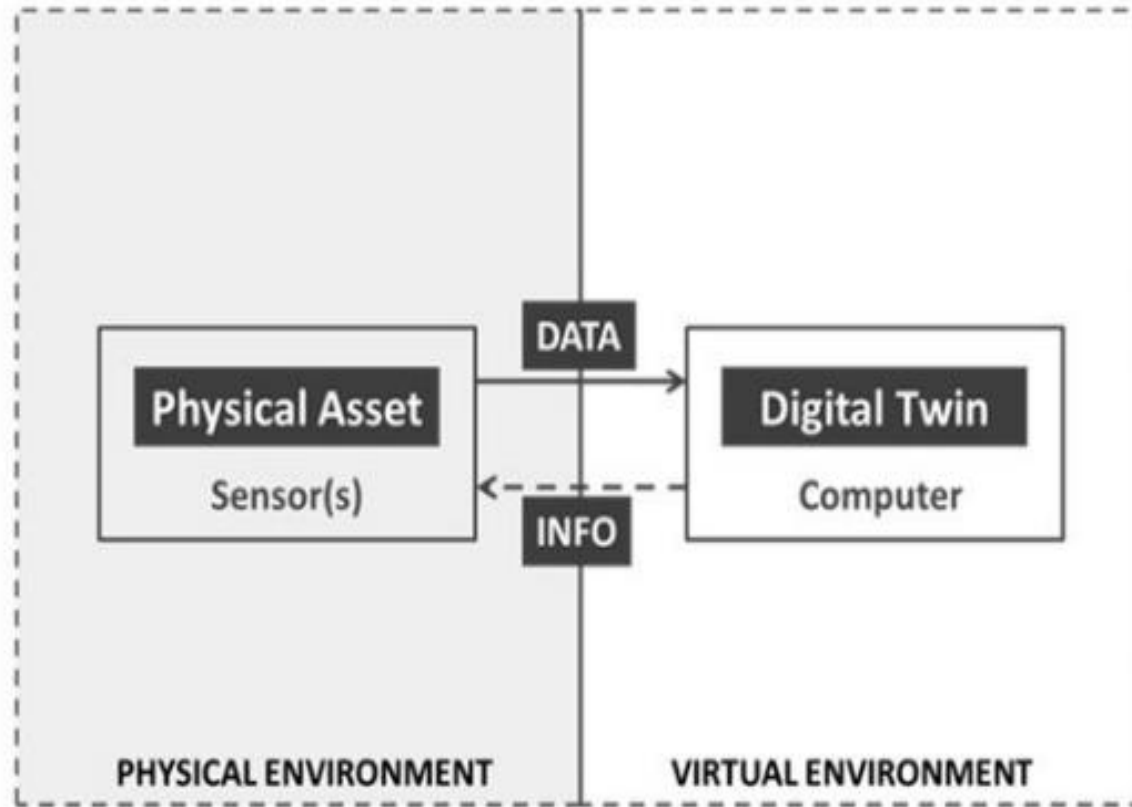 DATA
Physical Asset
Digital Twin
Sensor(s)
Computer
INFO
PHYSICAL ENVIRONMENT
VIRTUAL ENVIRONMENT